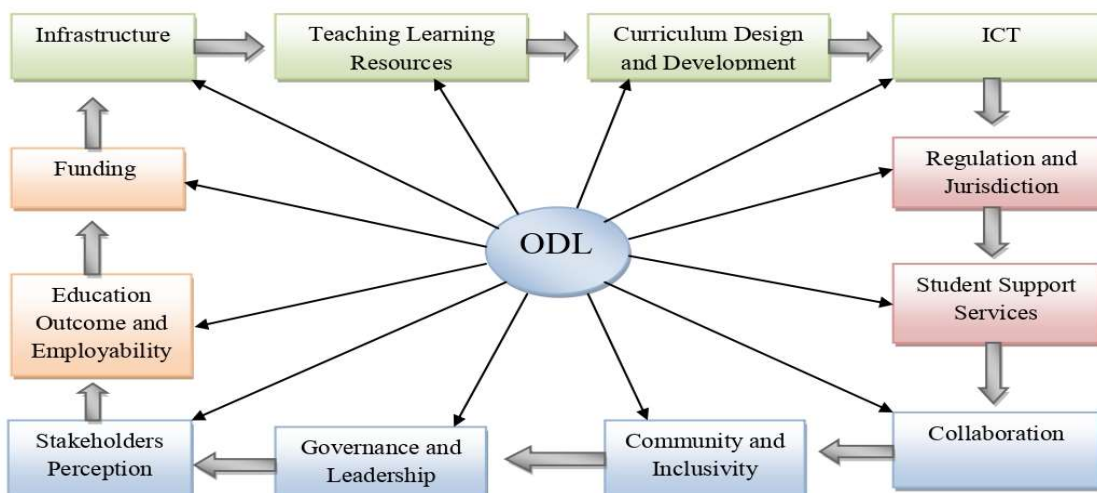 Infrastructure
Teaching Learning
Resources
Curriculum Design
and Development
ICT
Funding
Regulation and
Jurisdiction
ODL
Education
Outcome and
Employability
Student Support
Services
Stakeholders
Perception
Governance and
Leadership
Community and
Inclusivity
Collaboration